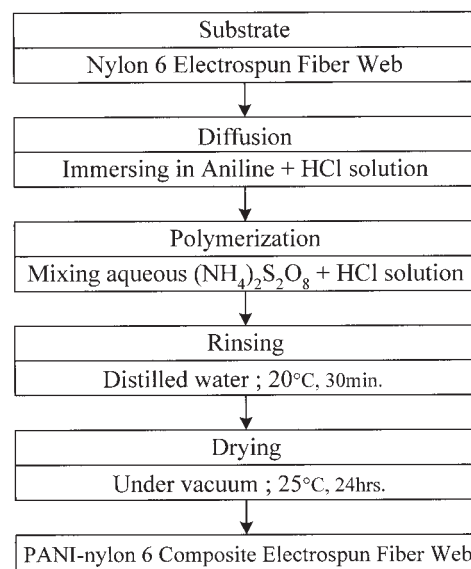 Substrate
Nylon 6 Electrospun Fiber Web
Diffusion
Immersing in Aniline + HCl solution
Polymerization
Mixing aqueous (NH₄)₂S₂O₈ + HCl solution
Rinsing
Distilled water ; 20°C, 30min.
Drying
Under vacuum ; 25°C, 24hrs.
PANI-nylon 6 Composite Electrospun Fiber Web